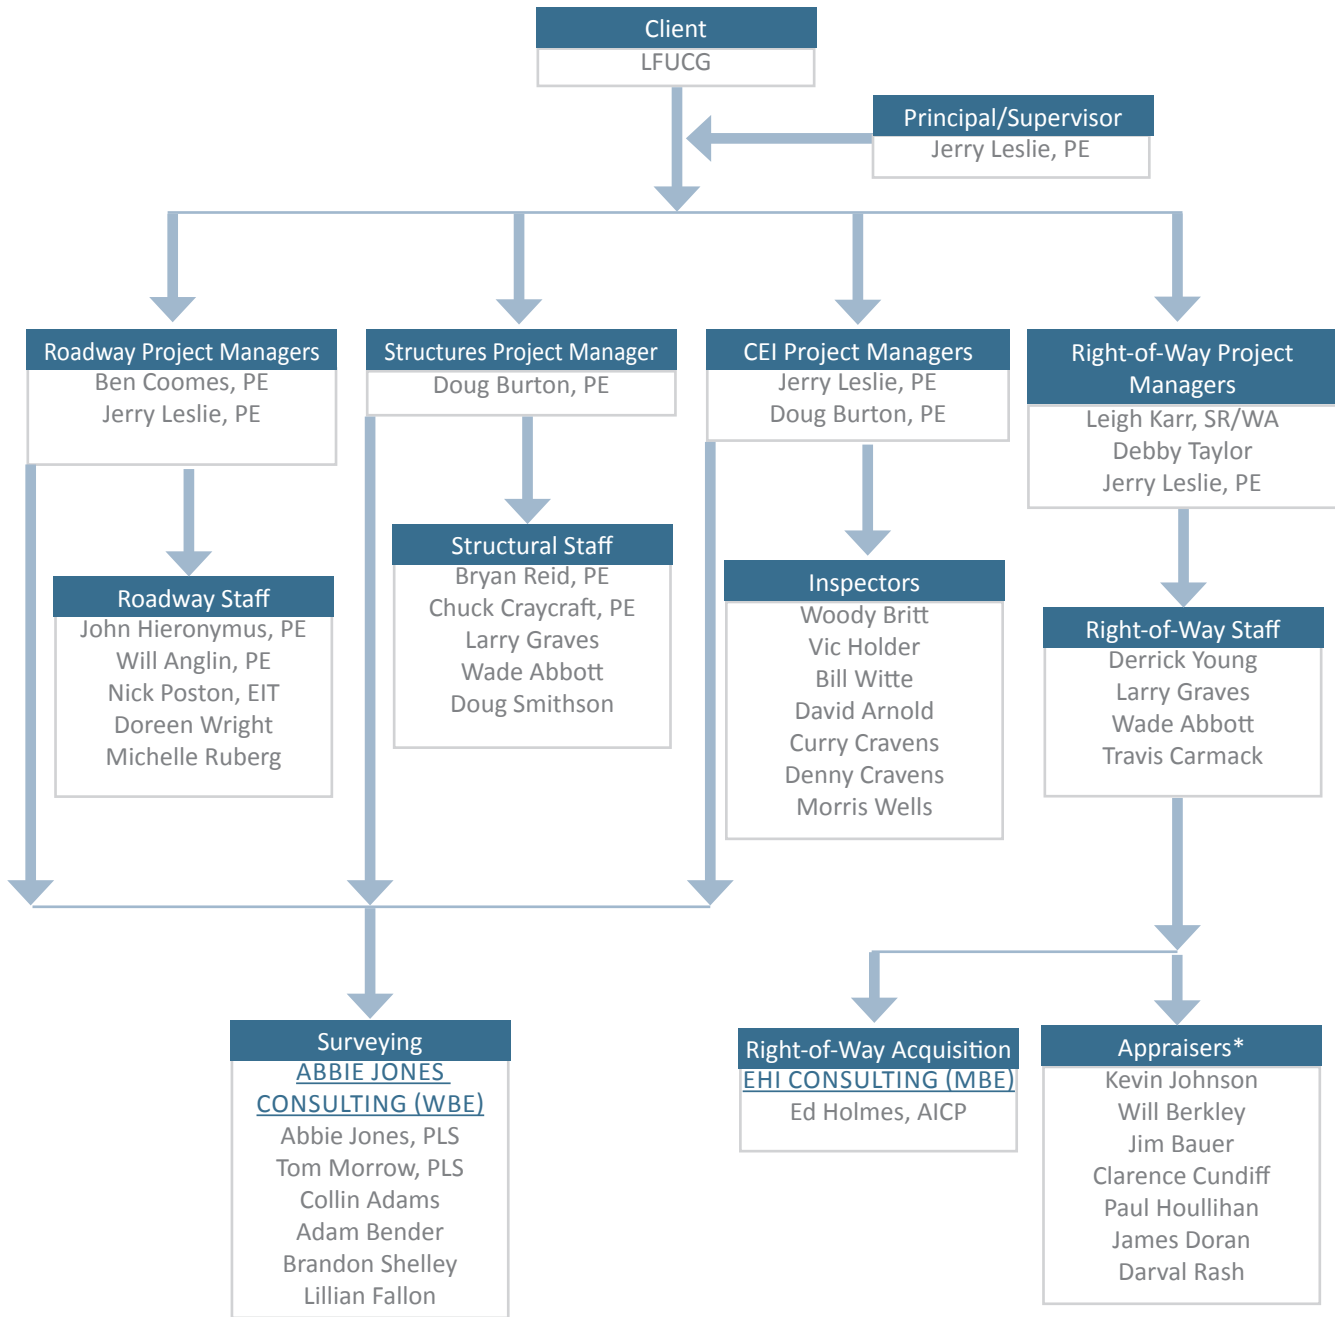 Client
LFUCG
Principal/Supervisor
Jerry Leslie, PE
Roadway Project Managers
Ben Coomes, PE
Jerry Leslie, PE
Structures Project Manager
Doug Burton, PE
CEI Project Managers
Jerry Leslie, PE
Doug Burton, PE
Right-of-Way Project
Managers
Leigh Karr, SR/WA
Debby Taylor
Jerry Leslie, PE
Roadway Staff
John Hieronymus, PE
Will Anglin, PE
Nick Poston, EIT
Doreen Wright
Michelle Ruberg
Structural Staff
Bryan Reid, PE
Chuck Craycraft, PE
Larry Graves
Wade Abbott
Doug Smithson
Inspectors
Woody Britt
Vic Holder
Bill Witte
David Arnold
Curry Cravens
Denny Cravens
Morris Wells
Right-of-Way Staff
Derrick Young
Larry Graves
Wade Abbott
Travis Carmack
Surveying
ABBIE JONES
CONSULTING (WBE)
Abbie Jones, PLS
Tom Morrow, PLS
Collin Adams
Adam Bender
Brandon Shelley
Lillian Fallon
Right-of-Way Acquisition
EHI CONSULTING (MBE)
Ed Holmes, AICP
Appraisers*
Kevin Johnson
Will Berkley
Jim Bauer
Clarence Cundiff
Paul Houllihan
James Doran
Darval Rash